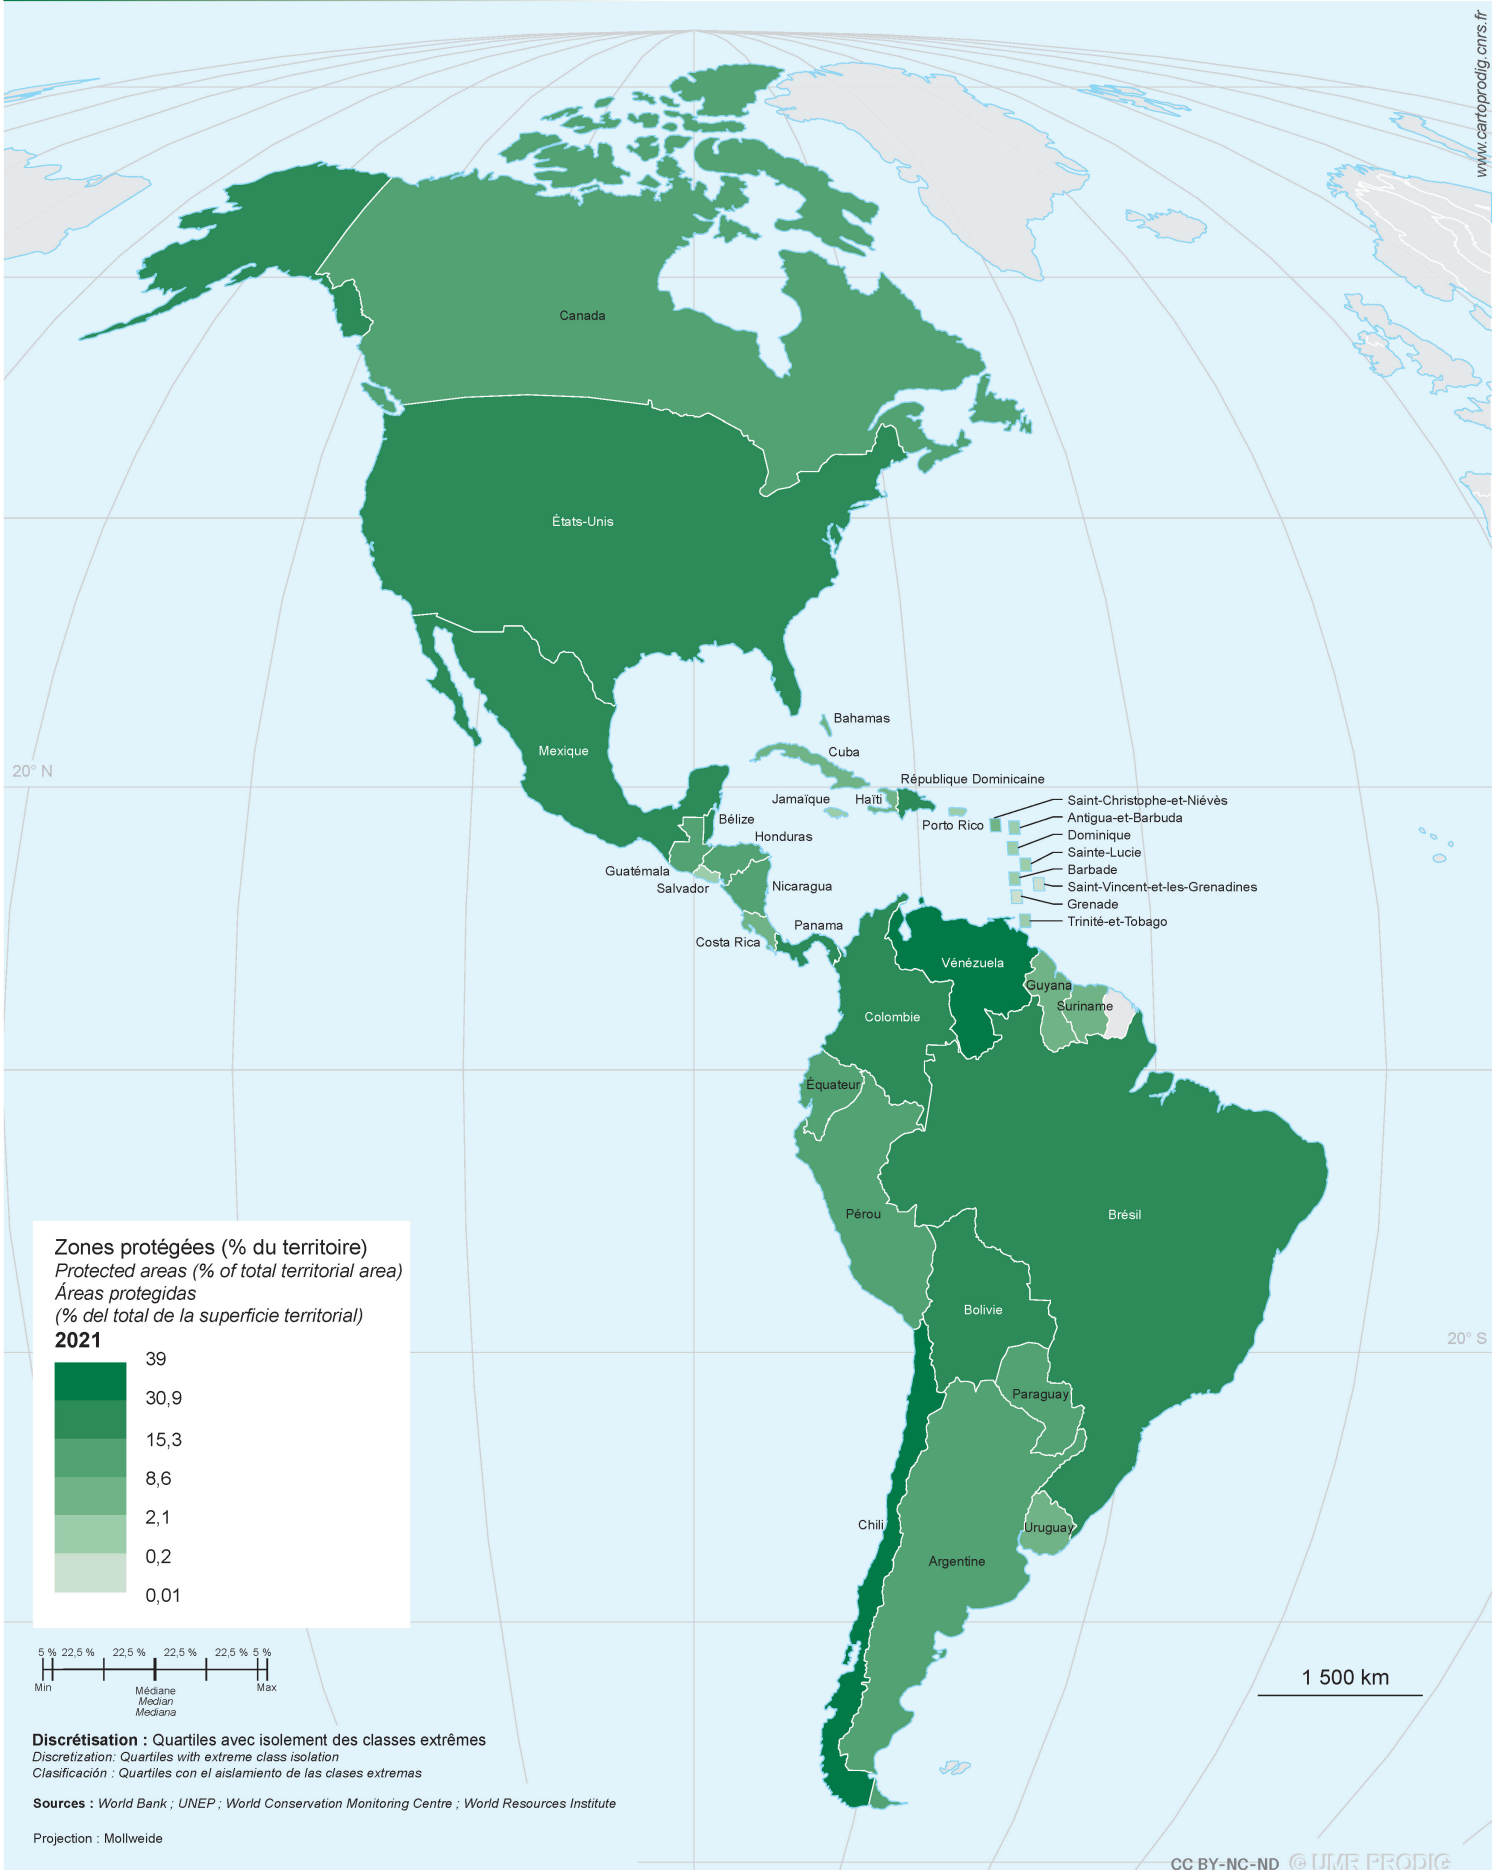 www.cartoprodig.cnrs.fr
Canada
États-Unis
Mexique
Bahamas
Cuba
20° N
République Dominicaine
Jamaïque
Haïti
Porto Rico
Saint-Christophe-et-Niévès
Antigua-et-Barbuda
Dominique
Sainte-Lucie
Barbade
Saint-Vincent-et-les-Grenadines
Grenade
Trinité-et-Tobago
Bélize
Honduras
Guatémala
Salvador
Nicaragua
Panama
Costa Rica
Vénézuela
Guyana
Suriname
Colombie
Équateur
Pérou
Brésil
Bolivie
20° S
Paraguay
Chili
Uruguay
Argentine
Zones protégées (% du territoire)
Protected areas (% of total territorial area)
Áreas protegidas
(% del total de la superficie territorial)
2021
39
30,9
15,3
8,6
2,1
0,2
0,01
5 % 22,5 % 22,5 % 22,5 % 22,5 % 5 %
Min Médiane Max
Median
Mediana
1 500 km
Discrétisation : Quartiles avec isolement des classes extrêmes
Discretization: Quartiles with extreme class isolation
Clasificación : Quartiles con el aislamiento de las clases extremas
Sources : World Bank ; UNEP ; World Conservation Monitoring Centre ; World Resources Institute
Projection : Mollweide
CC BY-NC-ND © UMR PRODIG